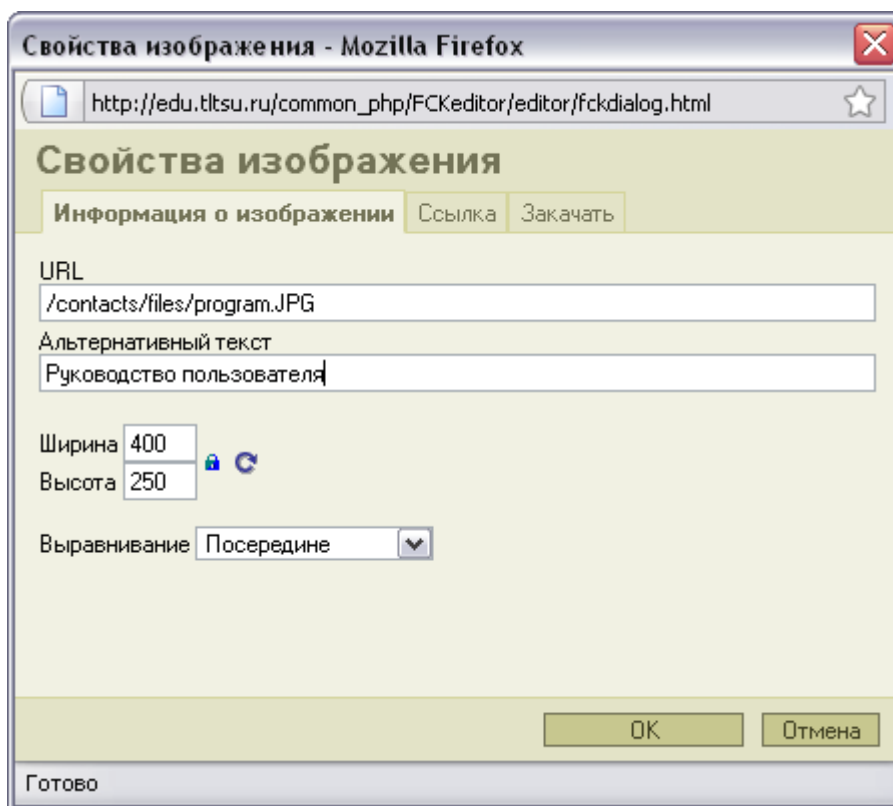 Свойства изображения - Mozilla Firefox
http://edu.tltsu.ru/common_php/FCKeditor/editor/fckdialog.html
Свойства изображения
Информация о изображении Ссылка Закачать
URL
/contacts/files/program.JPG
Альтернативный текст
Руководство пользователя
Ширина 400
Высота 250
Выравнивание Посередине
OK Отмена
Готово